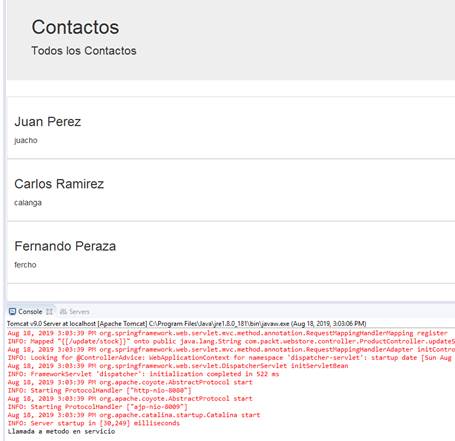 Contactos
Todos los Contactos
Juan Perez
juacho
Carlos Ramirez
calanga
Fernando Peraza
fercho
Console Servers
Tomcat v9.0 Server at localhost [Apache Tomcat] C:\Program Files\Java\jre1.8.0_181\bin\javaw.exe (Aug 18, 2019 3:03:06 PM)
Aug 18, 2019 3:03:39 PM org.springframework.web.servlet.mvc.method.annotation.RequestMappingHandlerMapping register
INFO: Mapped "{[/update/stock]}" onto public java.lang.String com.packt.webstore.controller.ProductController.updateS
Aug 18, 2019 3:03:39 PM org.springframework.web.servlet.mvc.method.annotation.RequestMappingHandlerAdapter initContro
INFO: Looking for @ControllerAdvice: WebApplicationContext for namespace 'dispatcher-servlet': startup date [Sun Aug
Aug 18, 2019 3:03:39 PM org.springframework.web.servlet.DispatcherServlet initServletBean
INFO: FrameworkServlet 'dispatcher': initialization completed in 522 ms
Aug 18, 2019 3:03:39 PM org.apache.coyote.AbstractProtocol start
INFO: Starting ProtocolHandler ["http-nio-8080"]
Aug 18, 2019 3:03:39 PM org.apache.coyote.AbstractProtocol start
INFO: Starting ProtocolHandler ["ajp-nio-8009"]
Aug 18, 2019 3:03:39 PM org.apache.catalina.startup.Catalina start
INFO: Server startup in [30,249] milliseconds
Llamada a metodo en servicio